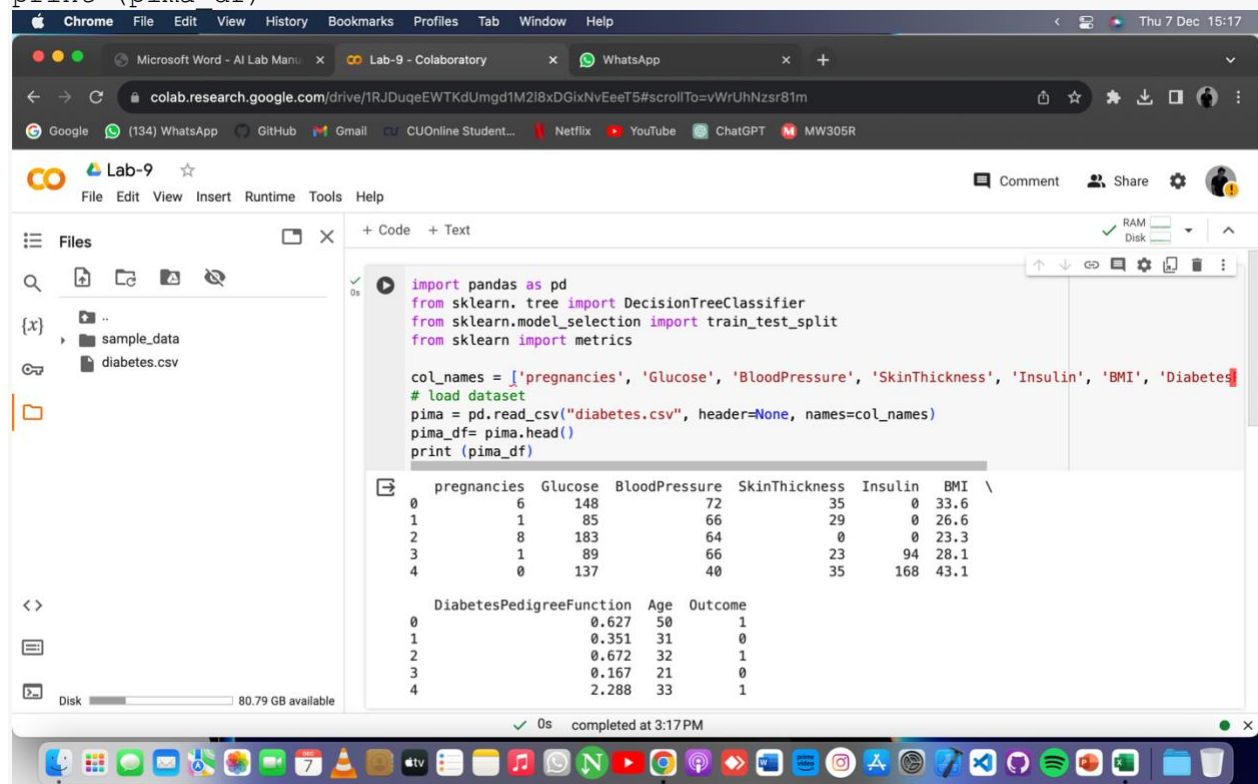 print (pima_df)
Chrome File Edit View History Bookmarks Profiles Tab Window Help Thu 7 Dec 15:17
Microsoft Word - AI Lab Manu Lab-9 - Colaboratory WhatsApp
colab.research.google.com/drive/1RJDuqeEWTKdUmgd1M2l8xDGixNvEeeT5#scrollTo=vWrUhNzsr81m
Google (134) WhatsApp GitHub Gmail CUOnline Student... Netflix YouTube ChatGPT MW305R
Lab-9
Comment Share
File Edit View Insert Runtime Tools Help
Files
+ Code + Text
RAM
Disk
0s
import pandas as pd
from sklearn. tree import DecisionTreeClassifier
from sklearn.model_selection import train_test_split
from sklearn import metrics
{x}
..
sample_data
diabetes.csv
col_names = ['pregnancies', 'Glucose', 'BloodPressure', 'SkinThickness', 'Insulin', 'BMI', 'Diabetes
# load dataset
pima = pd.read_csv("diabetes.csv", header=None, names=col_names)
pima_df= pima.head()
print (pima_df)
pregnancies Glucose BloodPressure SkinThickness Insulin BMI \
0 6 148 72 35 0 33.6
1 1 85 66 29 0 26.6
2 8 183 64 0 0 23.3
3 1 89 66 23 94 28.1
4 0 137 40 35 168 43.1
DiabetesPedigreeFunction Age Outcome
0 0.627 50 1
1 0.351 31 0
2 0.672 32 1
3 0.167 21 0
4 2.288 33 1
Disk 80.79 GB available
0s completed at 3:17 PM